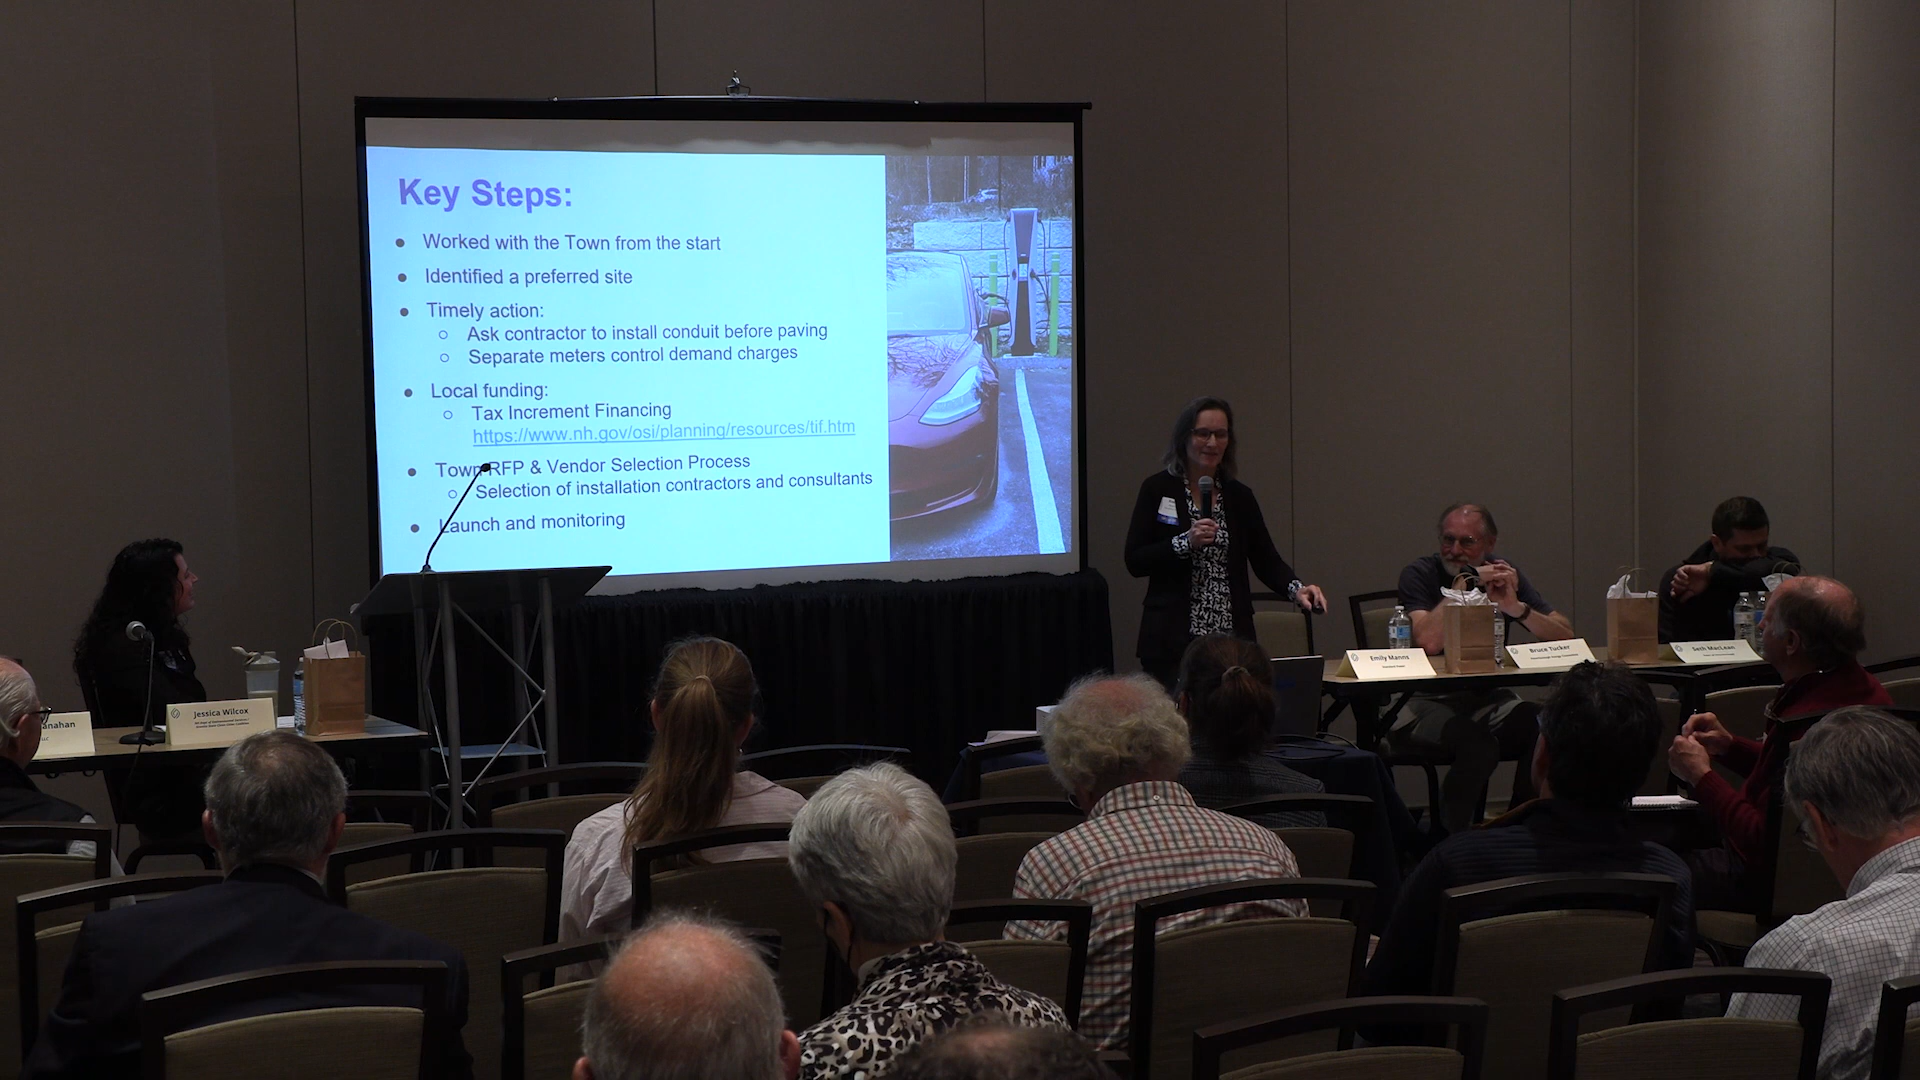 Key Steps:
● Worked with the Town from the start
● Identified a preferred site
● Timely action:
○ Ask contractor to install conduit before paving
○ Separate meters control demand charges
● Local funding:
○ Tax Increment Financing
https://www.nh.gov/osi/planning/resources/tif.htm
● Town RFP & Vendor Selection Process
○ Selection of installation contractors and consultants
● Launch and monitoring
Jessica Wilcox
Emily Manns
Bruce Tucker
Seth MacLean